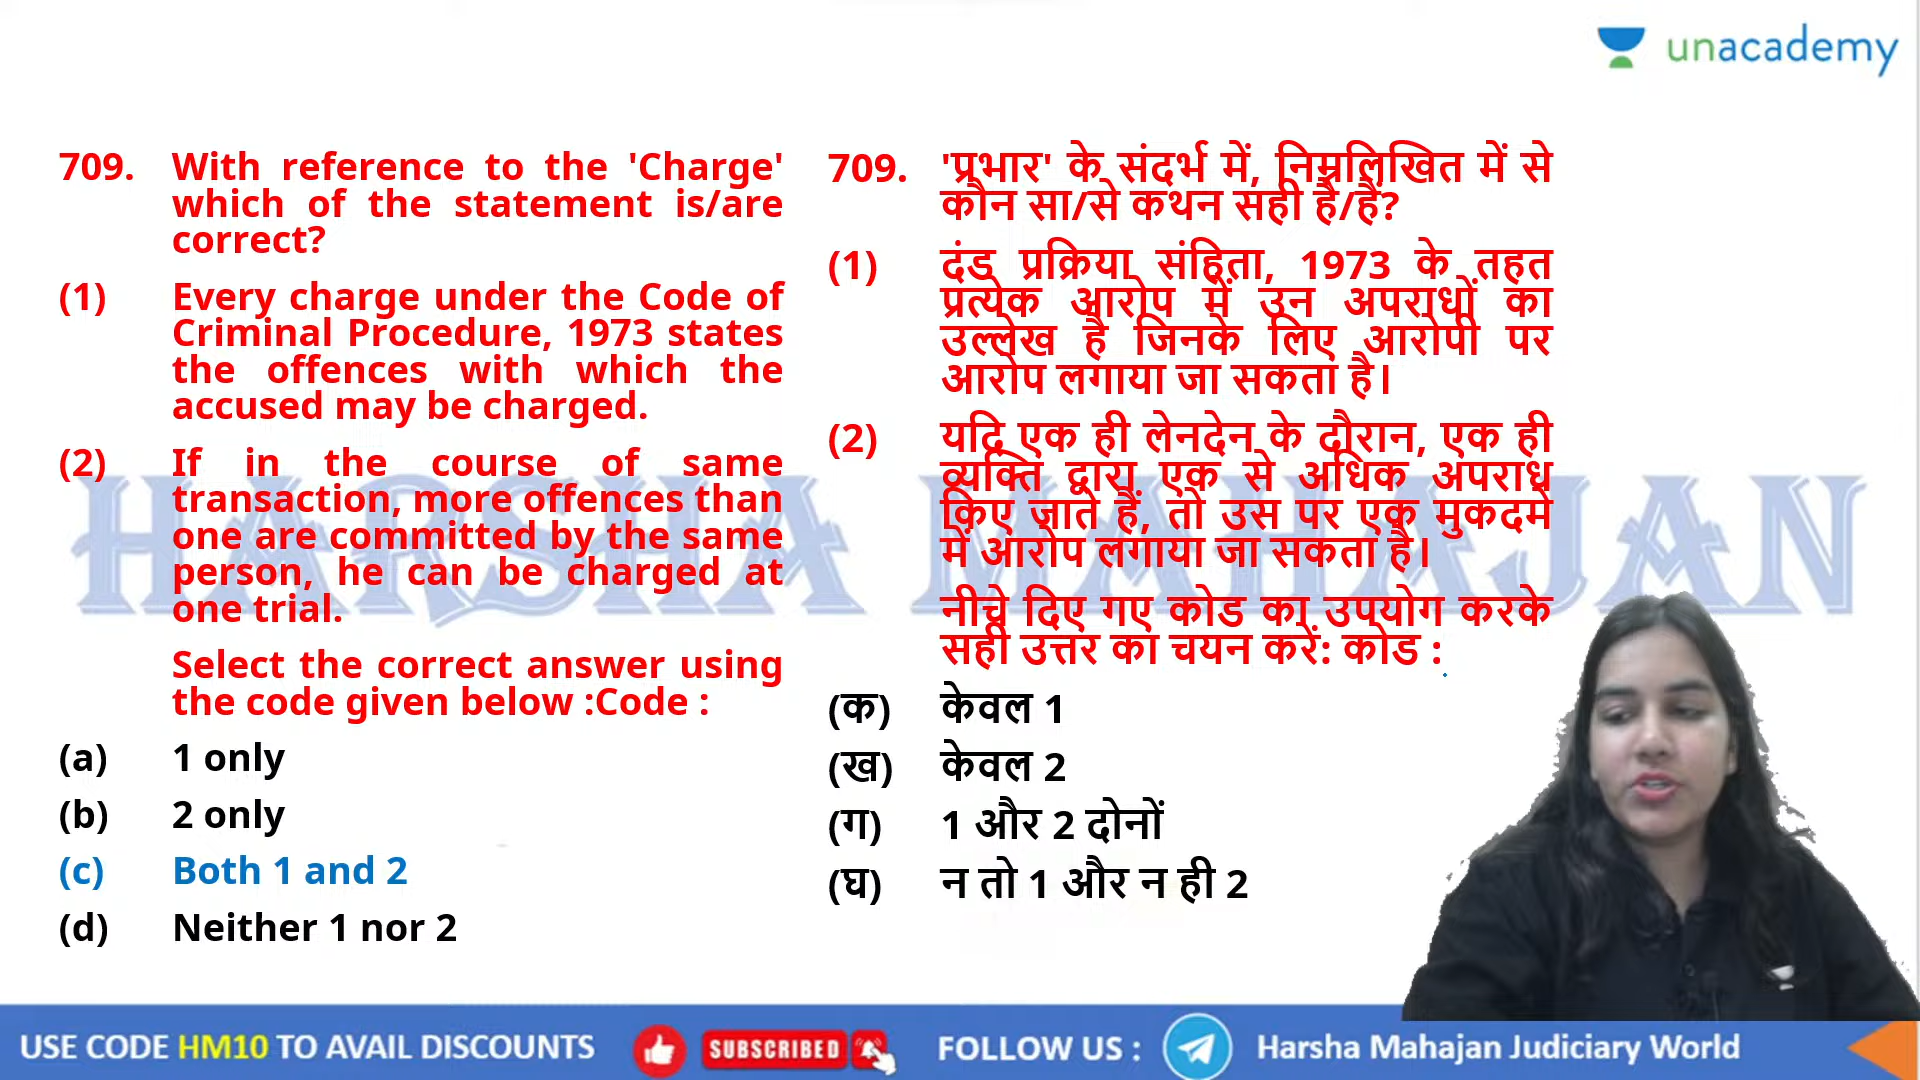 unacademy
709. With reference to the 'Charge'
which of the statement is/are
correct?
(1) Every charge under the Code of
Criminal Procedure, 1973 states
the offences with which the
accused may be charged.
(2) If in the course of same
transaction, more offences than
one are committed by the same
person, he can be charged at
one trial.
Select the correct answer using
the code given below :Code :
(a) 1 only
(b) 2 only
(c) Both 1 and 2
(d) Neither 1 nor 2
709. 'प्रभार' के संदर्भ में, निम्नलिखित में से
कौन सा/से कथन सही है/हैं?
(1) दंड प्रक्रिया संहिता, 1973 के तहत
प्रत्येक आरोप में उन अपराधों का
उल्लेख है जिनके लिए आरोपी पर
आरोप लगाया जा सकता है।
(2) यदि एक ही लेनदेन के दौरान, एक ही
व्यक्ति द्वारा एक से अधिक अपराध
किए जाते हैं, तो उस पर एक मुकदमे
में आरोप लगाया जा सकता है।
नीचे दिए गए कोड का उपयोग करके
सही उत्तर का चयन करें: कोड :
(क) केवल 1
(ख) केवल 2
(ग) 1 और 2 दोनों
(घ) न तो 1 और न ही 2
HARSHA MAHAJAN
USE CODE HM10 TO AVAIL DISCOUNTS
SUBSCRIBED
FOLLOW US :
Harsha Mahajan Judiciary World